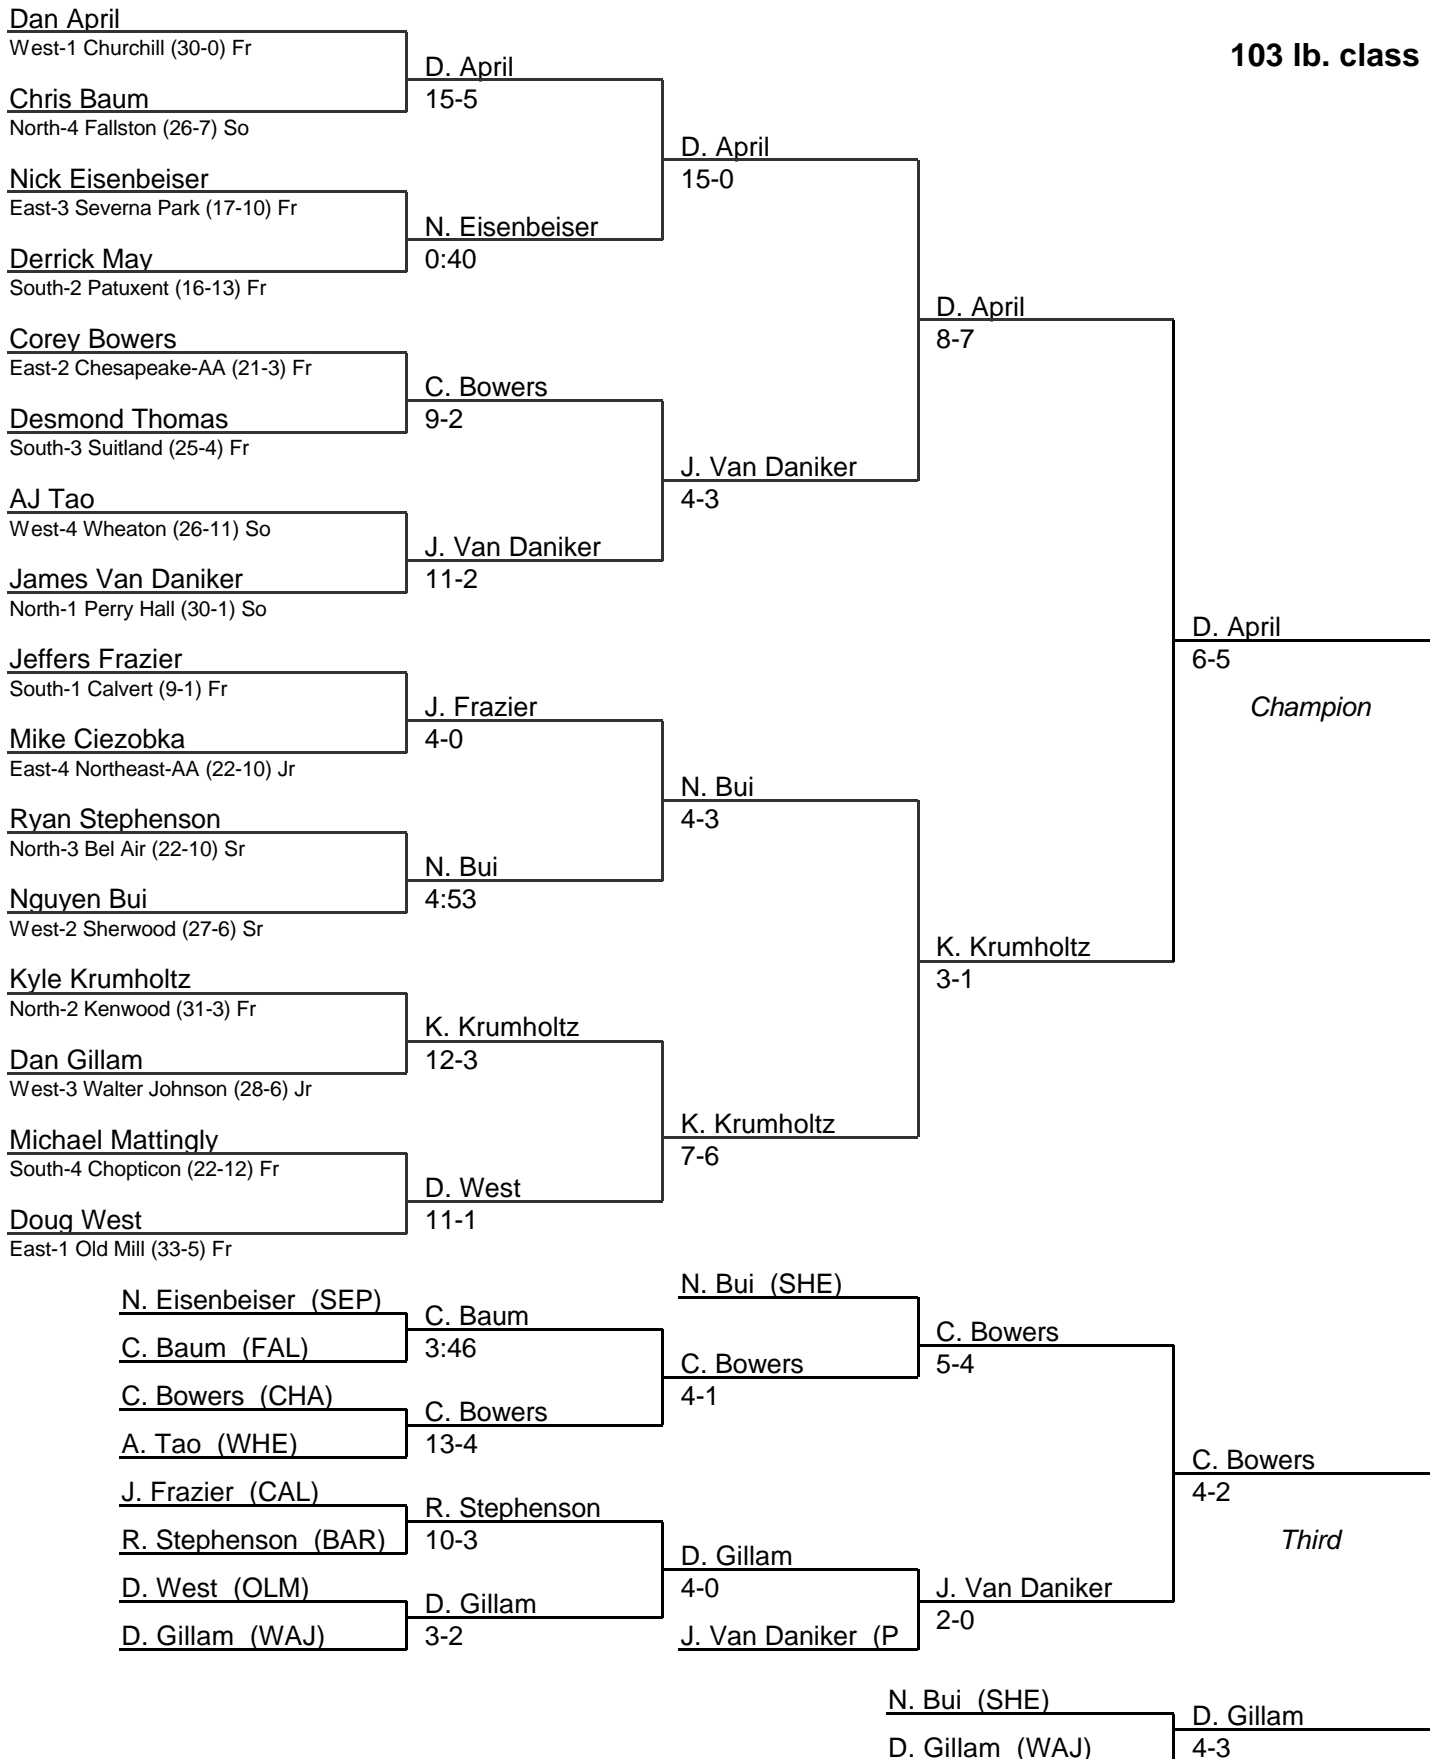 Dan April
West-1 Churchill (30-0) Fr
103 lb. class
D. April
15-5
Chris Baum
North-4 Fallston (26-7) So
D. April
15-0
Nick Eisenbeiser
East-3 Severna Park (17-10) Fr
N. Eisenbeiser
0:40
Derrick May
South-2 Patuxent (16-13) Fr
D. April
8-7
Corey Bowers
East-2 Chesapeake-AA (21-3) Fr
C. Bowers
9-2
Desmond Thomas
South-3 Suitland (25-4) Fr
J. Van Daniker
4-3
AJ Tao
West-4 Wheaton (26-11) So
J. Van Daniker
11-2
James Van Daniker
North-1 Perry Hall (30-1) So
D. April
6-5
Champion
Jeffers Frazier
South-1 Calvert (9-1) Fr
J. Frazier
4-0
Mike Ciezobka
East-4 Northeast-AA (22-10) Jr
N. Bui
4-3
Ryan Stephenson
North-3 Bel Air (22-10) Sr
N. Bui
4:53
Nguyen Bui
West-2 Sherwood (27-6) Sr
K. Krumholtz
3-1
Kyle Krumholtz
North-2 Kenwood (31-3) Fr
K. Krumholtz
12-3
Dan Gillam
West-3 Walter Johnson (28-6) Jr
K. Krumholtz
7-6
Michael Mattingly
South-4 Chopticon (22-12) Fr
D. West
11-1
Doug West
East-1 Old Mill (33-5) Fr
N. Eisenbeiser (SEP)
C. Baum
3:46
C. Baum (FAL)
N. Bui (SHE)
C. Bowers
5-4
C. Bowers
4-1
C. Bowers (CHA)
C. Bowers
13-4
A. Tao (WHE)
C. Bowers
4-2
Third
J. Frazier (CAL)
R. Stephenson
10-3
R. Stephenson (BAR)
D. Gillam
4-0
D. West (OLM)
D. Gillam
3-2
D. Gillam (WAJ)
J. Van Daniker (P
J. Van Daniker
2-0
N. Bui (SHE)
D. Gillam
4-3
D. Gillam (WAJ)